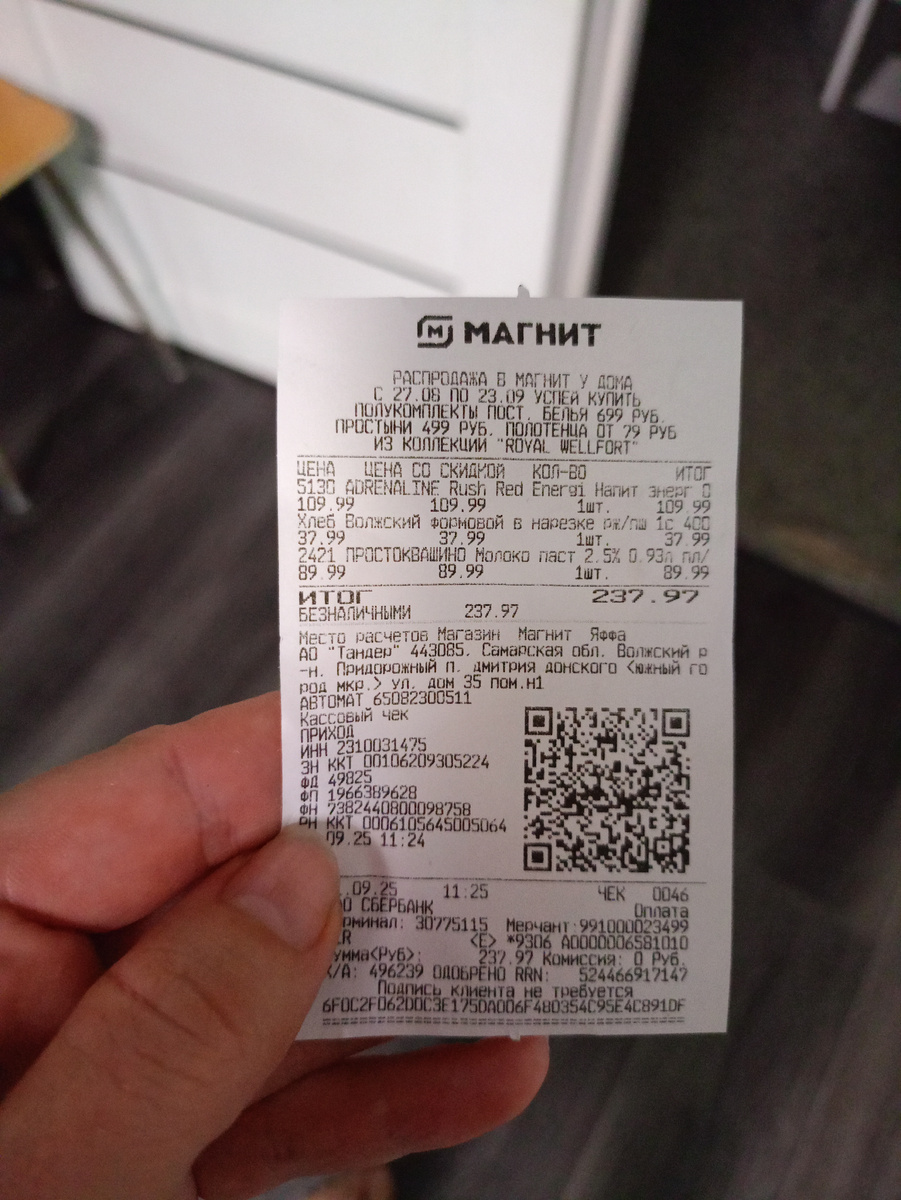 МАГНИТ
РАСПРОДАЖА В МАГНИТ У ДОМА
С 27.08 ПО 23.09 УСПЕЙ КУПИТЬ
ПОЛУКОМПЛЕКТЫ ПОСТ. БЕЛЬЯ 699 РУБ.
ПРОСТЫНИ 499 РУБ. ПОЛОТЕНЦА ОТ 79 РУБ
ИЗ КОЛЛЕКЦИИ "ROYAL WELLFORT"
ЦЕНА ЦЕНА СО СКИДКОЙ КОЛ-ВО ИТОГ
5130 ADRENALINE Rush Red Energi Напит энерг 0
109.99 109.99 1шт. 109.99
Хлеб Волжский формовой в нарезке рж/пш 1с 400
37.99 37.99 1шт. 37.99
2421 ПРОСТОКВАШИНО Молоко паст 2.5% 0.93л пл/
89.99 89.99 1шт. 89.99
ИТОГ 237.97
БЕЗНАЛИЧНЫМИ 237.97
Место расчетов Магазин Магнит Яффа
АО "Тандер" 443085. Самарская обл. Волжский р
-н. Придорожный п. дмитрия донского <южный го
род мкр.> ул. дом 35 пом.н1
АВТОМАТ 65082300511
Кассовый чек
ПРИХОД
ИНН 2310031475
ЗН ККТ 00106209305224
ФД 49825
ФП 1966389628
ФН 7382440800098758
РН ККТ 0006105645005064
09.25 11:24
.09.25 11:25 ЧЕК 0046
СБЕРБАНК Оплата
рминал: 30775115 Мерчант:991000023499
<E> *9306 A0000006581010
умма<Руб>: 237.97 Комиссия: 0 Руб.
/А: 496239 ОДОБРЕНО RRN: 524466917147
Подпись клиента не требуется
6F0C2F062D0C3E175DA006F480354C95E4C891DF